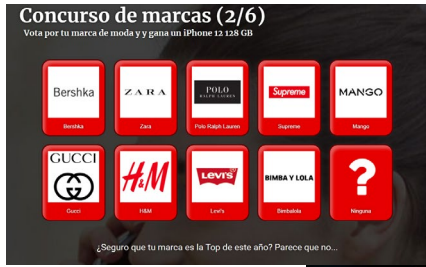 Concurso de marcas (2/6)
Vota por tu marca de moda y y gana un iPhone 12 128 GB
Bershka
ZARA
POLO
RALPH LAUREN
Supreme
MANGO
Bershka
Zara
Polo Ralph Lauren
Supreme
Mango
GUCCI
H&M
LEVI'S
BIMBA Y LOLA
?
Gucci
H&M
Levi's
Bimbalola
Ninguna
¿Seguro que tu marca es la Top de este año? Parece que no...